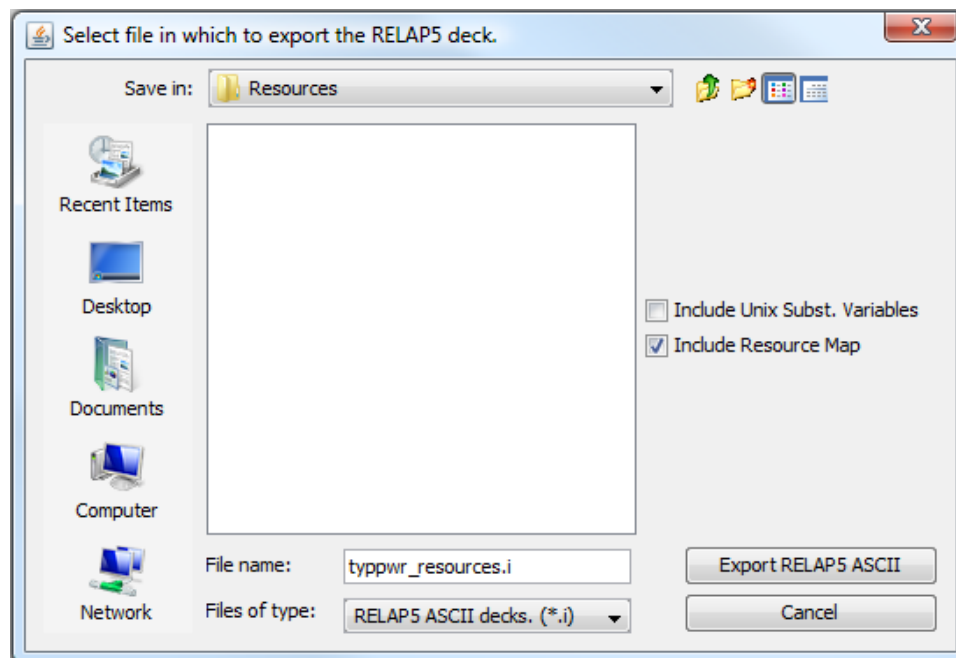 Select file in which to export the RELAP5 deck.
Save in:
Resources
Recent Items
Desktop
Documents
Computer
Network
Include Unix Subst. Variables
Include Resource Map
File name:
typpwr_resources.i
Export RELAP5 ASCII
Files of type:
RELAP5 ASCII decks. (*.i)
Cancel